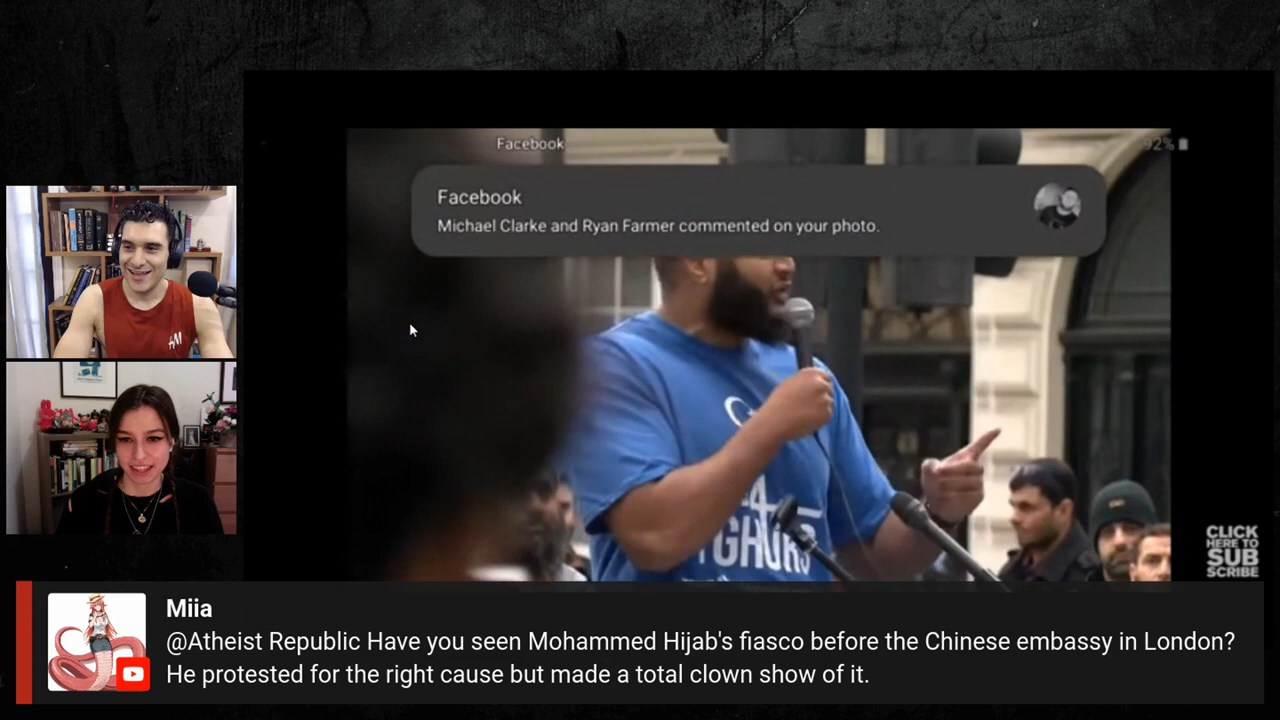 Facebook
92%
Facebook
Michael Clarke and Ryan Farmer commented on your photo.
HM
CLICK
HERE TO
SUB
SCRIBE
Miia
@Atheist Republic Have you seen Mohammed Hijab's fiasco before the Chinese embassy in London?
He protested for the right cause but made a total clown show of it.